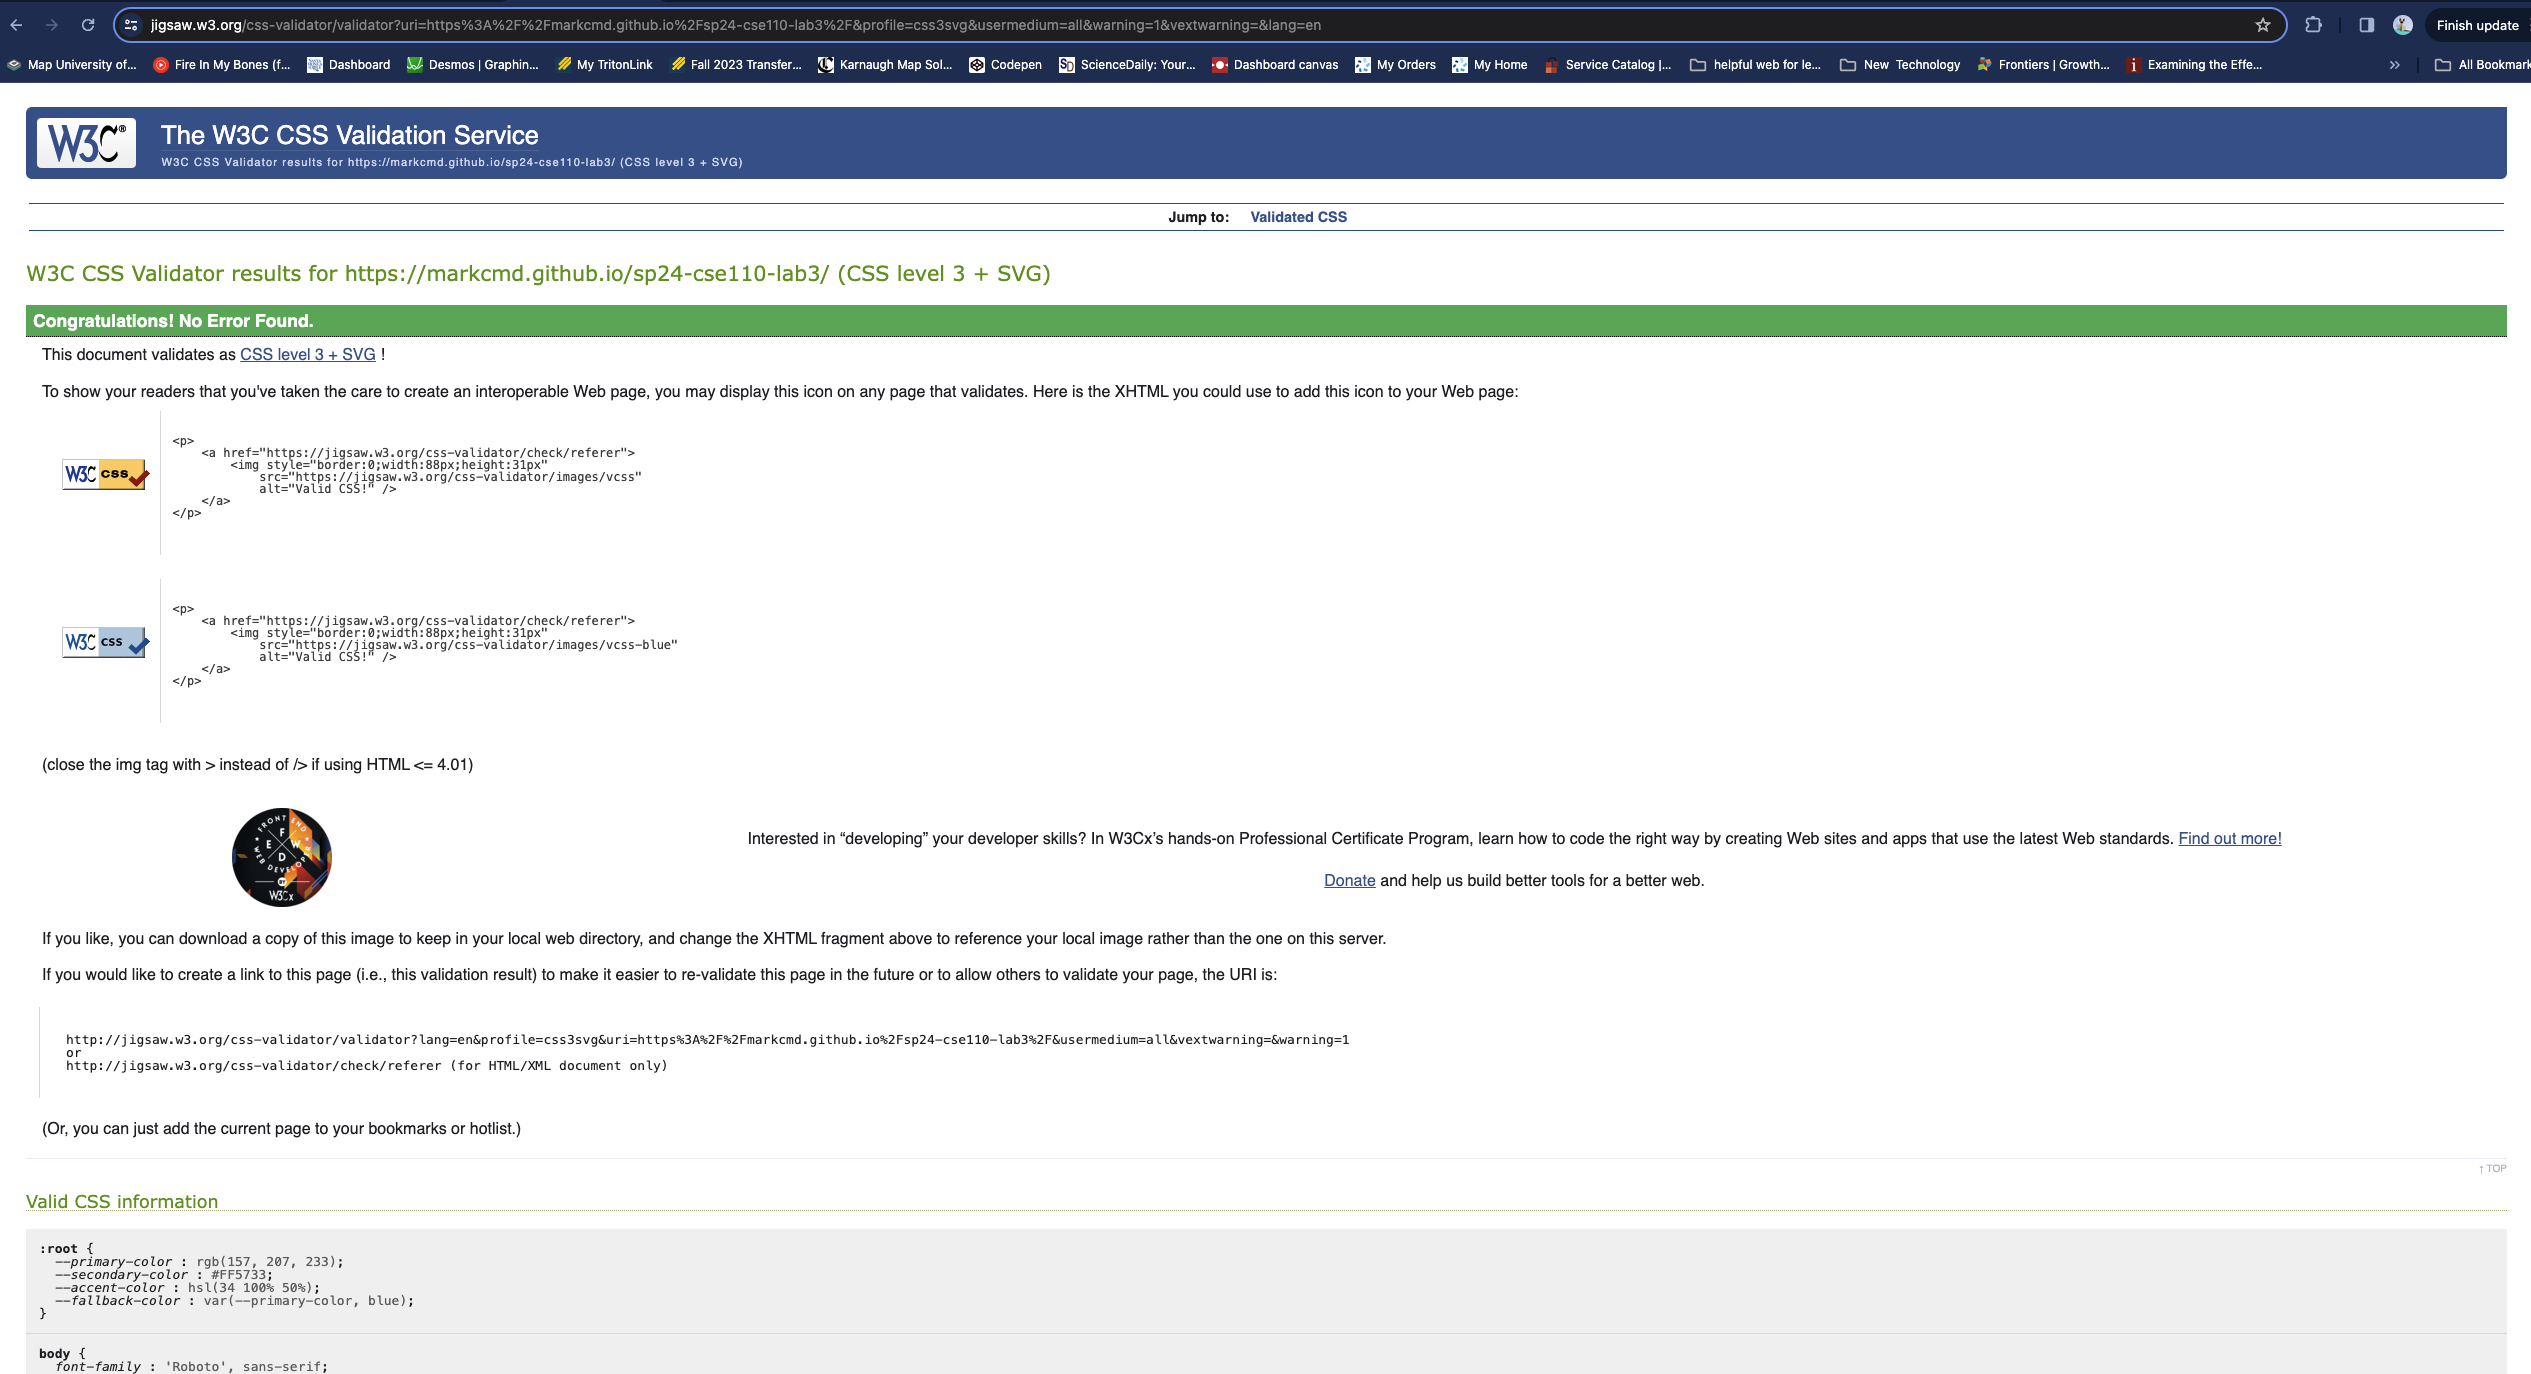 jigsaw.w3.org/css-validator/validator?uri=https%3A%2F%2Fmarkcmd.github.io%2Fsp24-cse110-lab3%2F&profile=css3svg&usermedium=all&warning=1&vextwarning=&lang=en
Finish update
Map University of... Fire In My Bones (f... Dashboard Desmos | Graphin... My TritonLink Fall 2023 Transfer... Karnaugh Map Sol... Codepen ScienceDaily: Your... Dashboard canvas My Orders My Home Service Catalog |... helpful web for le... New Technology Frontiers | Growth... Examining the Effe... » All Bookmark
W3C® The W3C CSS Validation Service
W3C CSS Validator results for https://markcmd.github.io/sp24-cse110-lab3/ (CSS level 3 + SVG)
Jump to: Validated CSS
W3C CSS Validator results for https://markcmd.github.io/sp24-cse110-lab3/ (CSS level 3 + SVG)
Congratulations! No Error Found.
This document validates as CSS level 3 + SVG !
To show your readers that you've taken the care to create an interoperable Web page, you may display this icon on any page that validates. Here is the XHTML you could use to add this icon to your Web page:
W3C css
<p>
<a href="https://jigsaw.w3.org/css-validator/check/referer">
<img style="border:0;width:88px;height:31px"
src="https://jigsaw.w3.org/css-validator/images/vcss"
alt="Valid CSS!" />
</a>
</p>
W3C css
<p>
<a href="https://jigsaw.w3.org/css-validator/check/referer">
<img style="border:0;width:88px;height:31px"
src="https://jigsaw.w3.org/css-validator/images/vcss-blue"
alt="Valid CSS!" />
</a>
</p>
(close the img tag with > instead of /> if using HTML <= 4.01)
FRONT END
F E W D
WEB DEVELOPER
BY
W3Cx
Interested in “developing” your developer skills? In W3Cx’s hands-on Professional Certificate Program, learn how to code the right way by creating Web sites and apps that use the latest Web standards. Find out more!
Donate and help us build better tools for a better web.
If you like, you can download a copy of this image to keep in your local web directory, and change the XHTML fragment above to reference your local image rather than the one on this server.
If you would like to create a link to this page (i.e., this validation result) to make it easier to re-validate this page in the future or to allow others to validate your page, the URI is:
http://jigsaw.w3.org/css-validator/validator?lang=en&profile=css3svg&uri=https%3A%2F%2Fmarkcmd.github.io%2Fsp24-cse110-lab3%2F&usermedium=all&vextwarning=&warning=1
or
http://jigsaw.w3.org/css-validator/check/referer (for HTML/XML document only)
(Or, you can just add the current page to your bookmarks or hotlist.)
↑ TOP
Valid CSS information
:root {
--primary-color : rgb(157, 207, 233);
--secondary-color : #FF5733;
--accent-color : hsl(34 100% 50%);
--fallback-color : var(--primary-color, blue);
}
body {
font-family : 'Roboto', sans-serif;